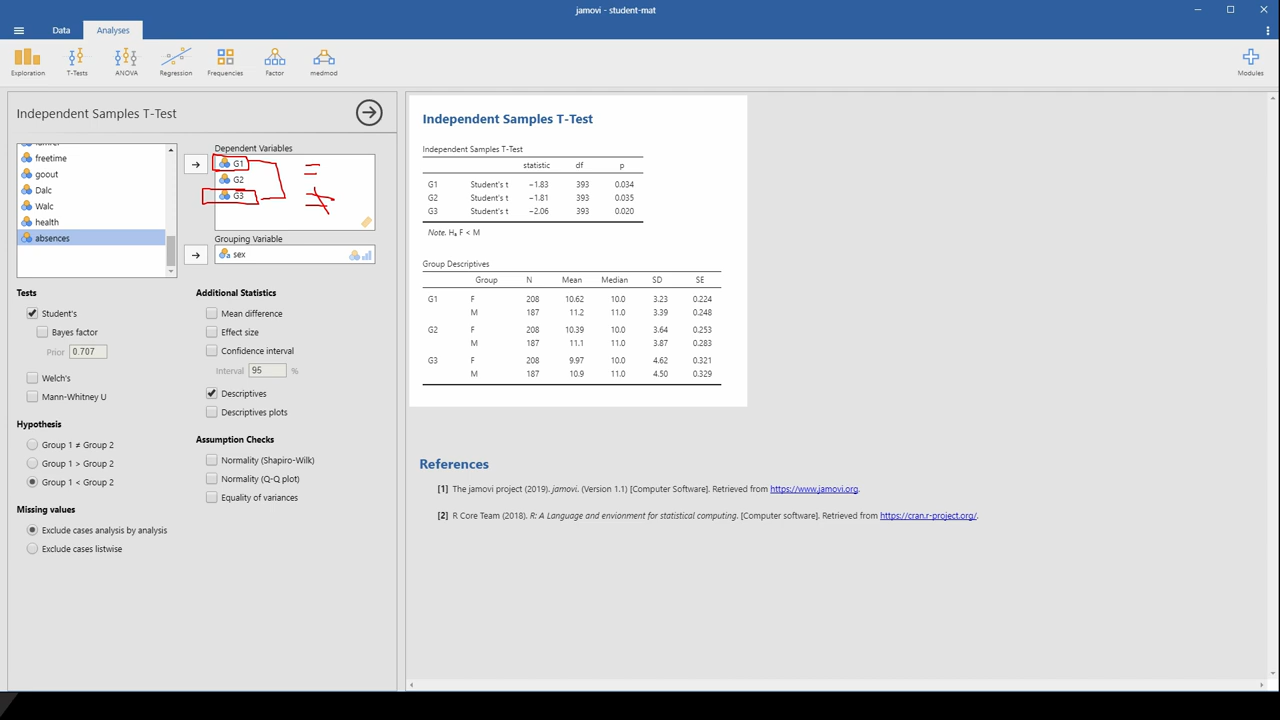 jamovi - student-mat
Data Analyses
Exploration T-Tests ANOVA Regression Frequencies Factor medmod Modules
Independent Samples T-Test
freetime
goout
Dalc
Walc
health
absences
Dependent Variables
G1 =
G2
G3 ≠
Grouping Variable
a sex
Tests
Student's
Bayes factor
Prior 0.707
Welch's
Mann-Whitney U
Hypothesis
Group 1 ≠ Group 2
Group 1 > Group 2
Group 1 < Group 2
Missing values
Exclude cases analysis by analysis
Exclude cases listwise
Additional Statistics
Mean difference
Effect size
Confidence interval
Interval 95 %
Descriptives
Descriptives plots
Assumption Checks
Normality (Shapiro-Wilk)
Normality (Q-Q plot)
Equality of variances
Independent Samples T-Test
Independent Samples T-Test
statistic df p
G1 Student's t −1.83 393 0.034
G2 Student's t −1.81 393 0.035
G3 Student's t −2.06 393 0.020
Note. Hₐ F < M
Group Descriptives
Group N Mean Median SD SE
G1 F 208 10.62 10.0 3.23 0.224
M 187 11.2 11.0 3.39 0.248
G2 F 208 10.39 10.0 3.64 0.253
M 187 11.1 11.0 3.87 0.283
G3 F 208 9.97 10.0 4.62 0.321
M 187 10.9 11.0 4.50 0.329
References
[1] The jamovi project (2019). jamovi. (Version 1.1) [Computer Software]. Retrieved from https://www.jamovi.org.
[2] R Core Team (2018). R: A Language and envionment for statistical computing. [Computer software]. Retrieved from https://cran.r-project.org/.